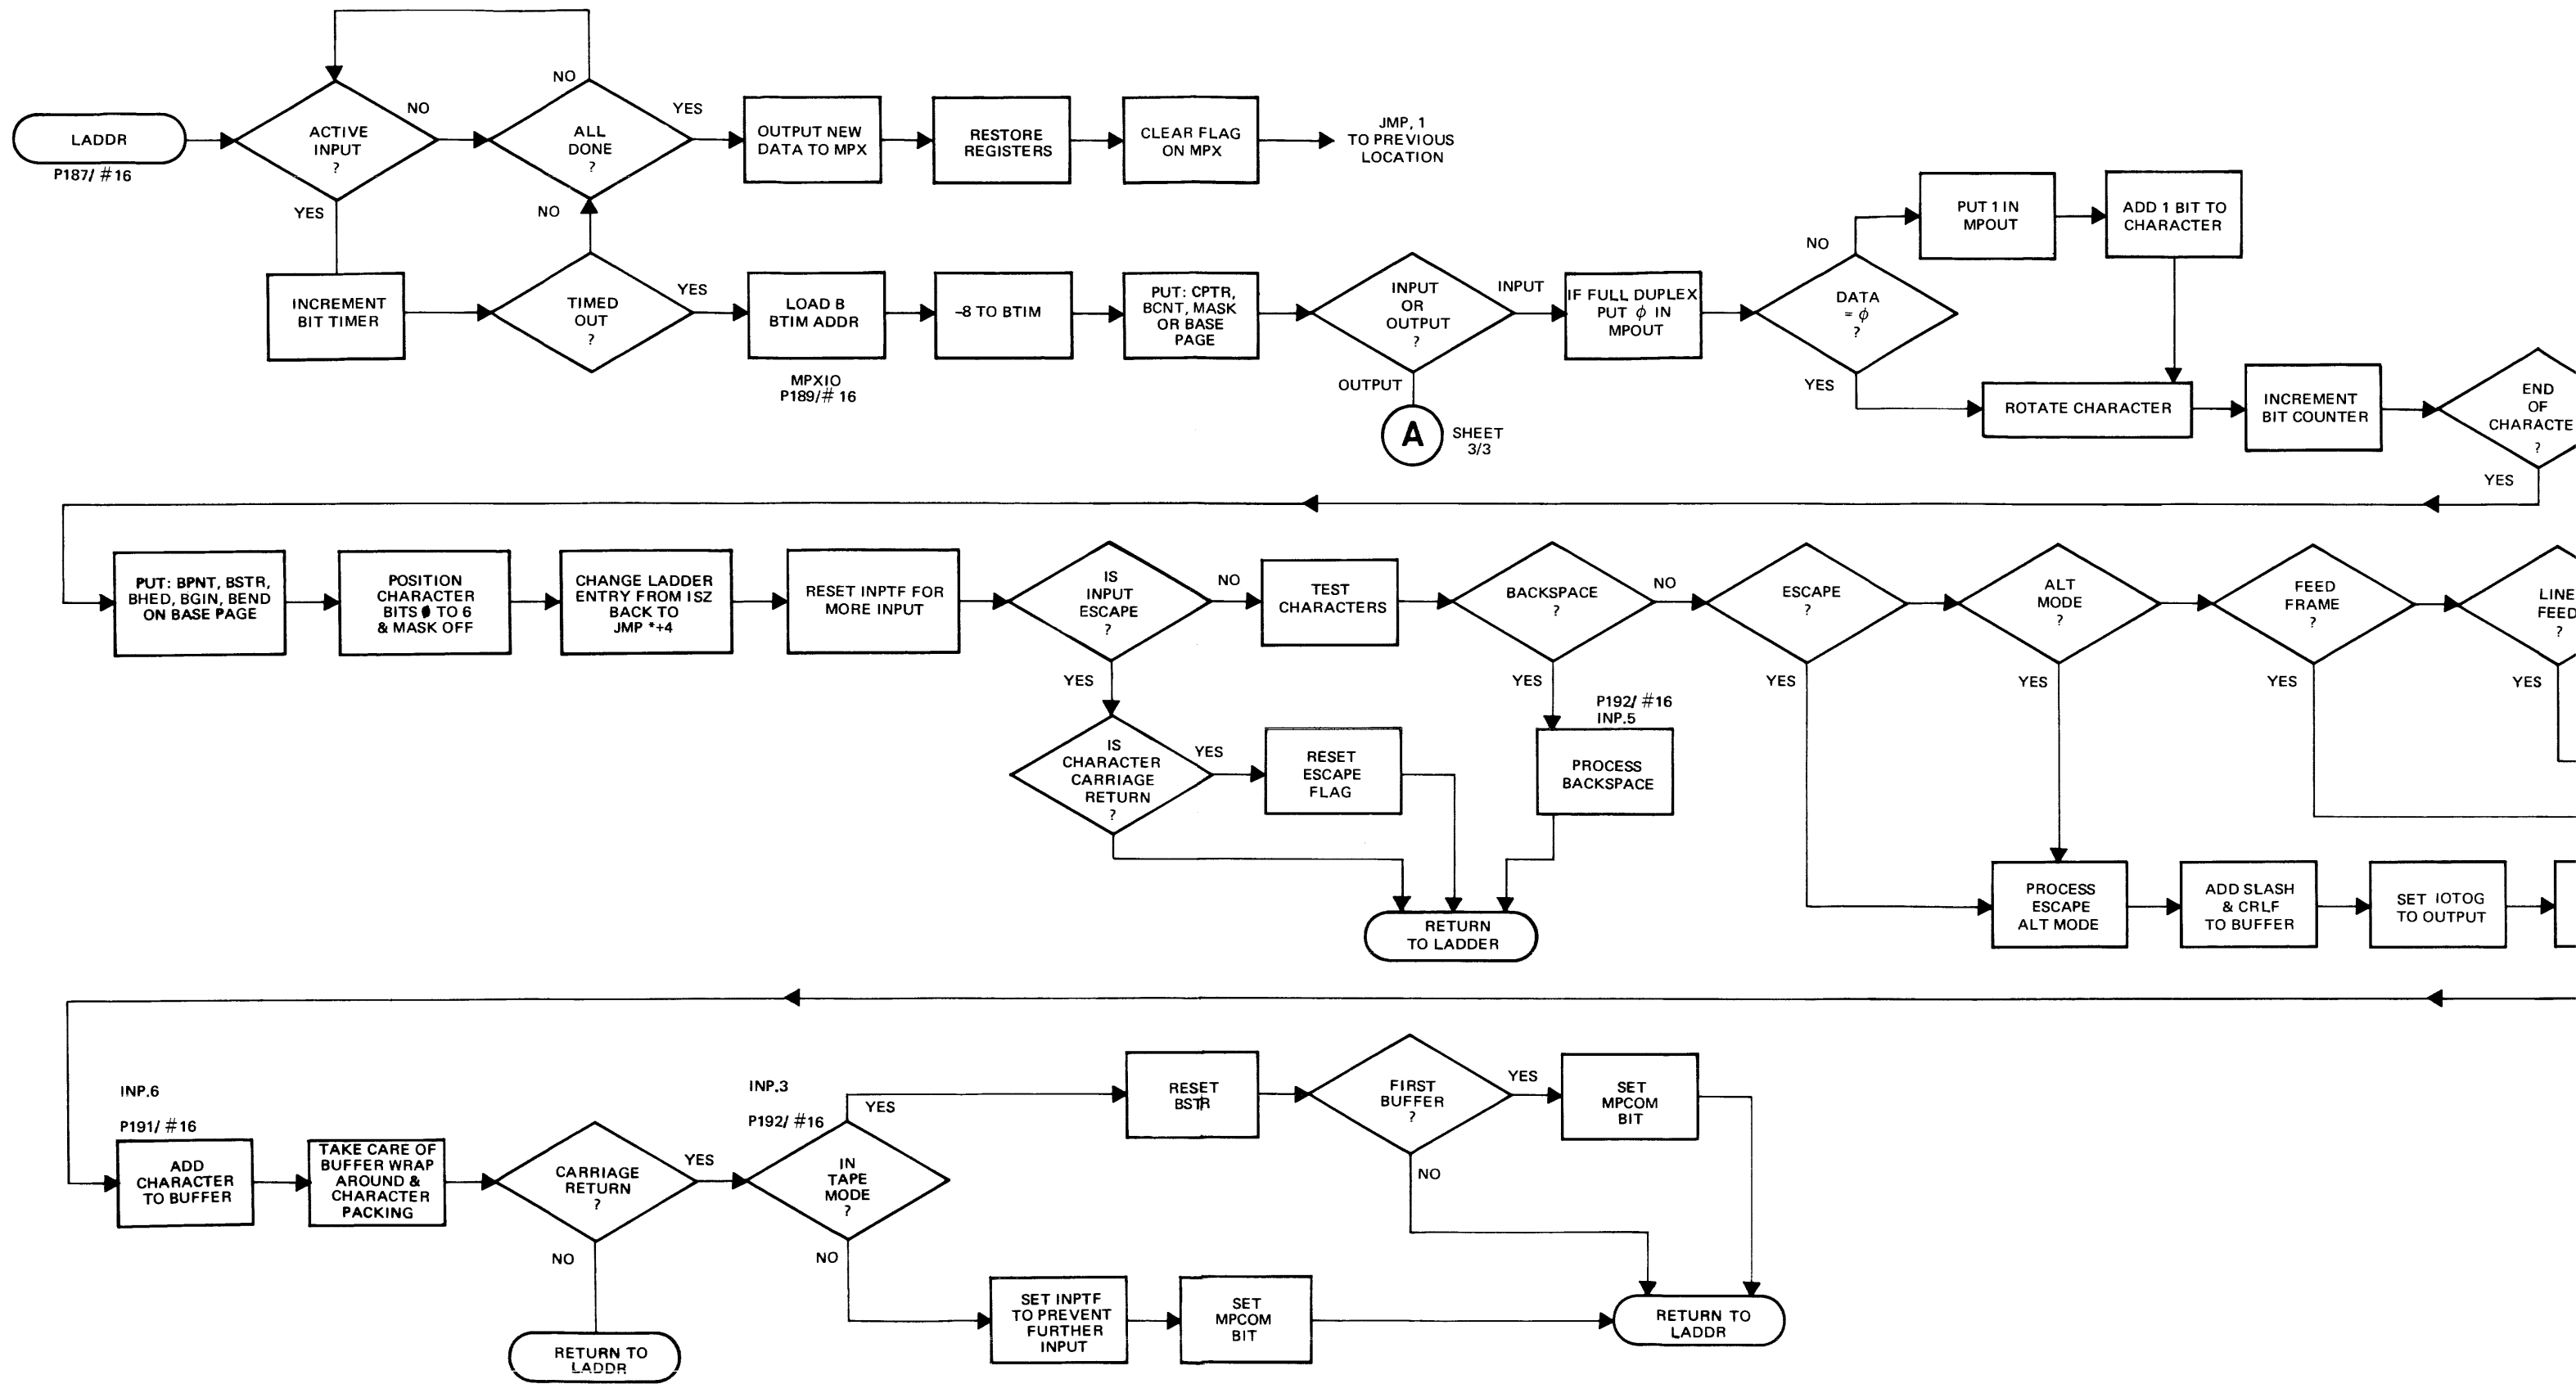 LADDR
P187/ #16
ACTIVE
INPUT
?
NO
YES
ALL
DONE
?
NO
YES
NO
OUTPUT NEW
DATA TO MPX
RESTORE
REGISTERS
CLEAR FLAG
ON MPX
JMP, 1
TO PREVIOUS
LOCATION
INCREMENT
BIT TIMER
TIMED
OUT
?
YES
LOAD B
BTIM ADDR
MPXIO
P189/# 16
-8 TO BTIM
PUT: CPTR,
BCNT, MASK
OR BASE
PAGE
INPUT
OR
OUTPUT
?
INPUT
OUTPUT
A
SHEET
3/3
IF FULL DUPLEX
PUT ϕ IN
MPOUT
DATA
= ϕ
?
NO
YES
PUT 1 IN
MPOUT
ADD 1 BIT TO
CHARACTER
ROTATE CHARACTER
INCREMENT
BIT COUNTER
END
OF
CHARACTE
?
YES
PUT: BPNT, BSTR,
BHED, BGIN, BEND
ON BASE PAGE
POSITION
CHARACTER
BITS ϕ TO 6
& MASK OFF
CHANGE LADDER
ENTRY FROM ISZ
BACK TO
JMP *+4
RESET INPTF FOR
MORE INPUT
IS
INPUT
ESCAPE
?
NO
YES
TEST
CHARACTERS
BACKSPACE
?
NO
YES
ESCAPE
?
YES
ALT
MODE
?
YES
FEED
FRAME
?
YES
LINE
FEED
?
YES
IS
CHARACTER
CARRIAGE
RETURN
?
YES
RESET
ESCAPE
FLAG
P192/ #16
INP.5
PROCESS
BACKSPACE
RETURN
TO LADDER
PROCESS
ESCAPE
ALT MODE
ADD SLASH
& CRLF
TO BUFFER
SET IOTOG
TO OUTPUT
INP.6
P191/ #16
ADD
CHARACTER
TO BUFFER
TAKE CARE OF
BUFFER WRAP
AROUND &
CHARACTER
PACKING
CARRIAGE
RETURN
?
YES
NO
RETURN TO
LADDR
INP.3
P192/ #16
YES
IN
TAPE
MODE
?
NO
RESET
BSTR
FIRST
BUFFER
?
YES
NO
SET
MPCOM
BIT
SET INPTF
TO PREVENT
FURTHER
INPUT
SET
MPCOM
BIT
RETURN TO
LADDR